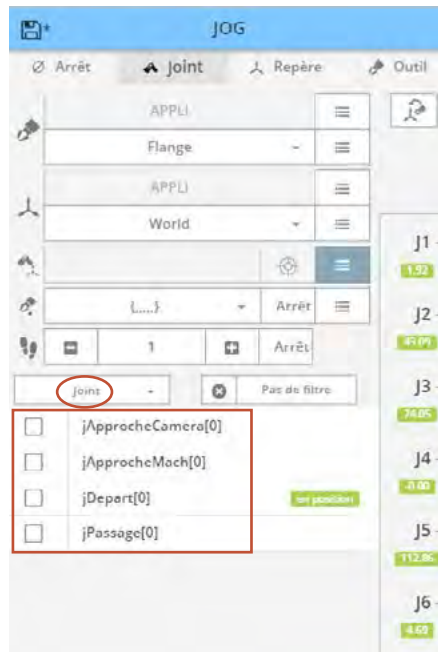 * JOG
Arrêt Joint Repère Outil
APPLI
Flange
APPLI
World
J1
1.92
{.....} Arrêt
J2
43.09
1 Arrêt
Joint - Pas de filtre
J3
74.05
jApprocheCamera[0]
jApprocheMach[0]
J4
-0.00
jDepart[0] en position
jPassage[0]
J5
112.86
J6
4.69